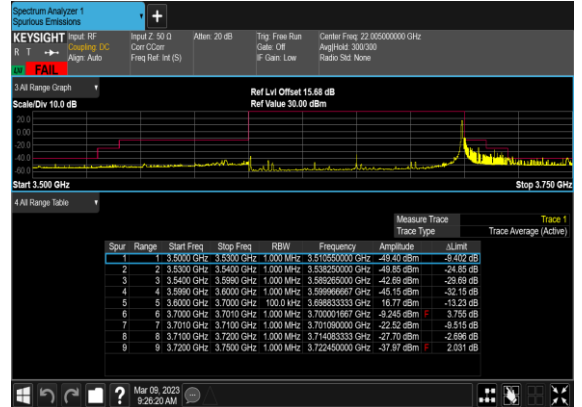 Spectrum Analyzer 1
Spurious Emissions
KEYSIGHT Input: RF Input Z: 50 Ω Atten: 20 dB Trig: Free Run Center Freq: 22.005000000 GHz
R T Coupling: DC Corr CCorr Gate: Off Avg|Hold: 300/300
Align: Auto Freq Ref: Int (S) IF Gain: Low Radio Std: None
LW FAIL
3 All Range Graph
Ref Lvl Offset 15.68 dB
Scale/Div 10.0 dB Ref Value 30.00 dBm
20.0
0.00
-20.0
-40.0
-60.0
Start 3.500 GHz Stop 3.750 GHz
4 All Range Table
Measure Trace Trace 1
Trace Type Trace Average (Active)
Spur Range Start Freq Stop Freq RBW Frequency Amplitude ΔLimit
1 1 3.5000 GHz 3.5300 GHz 1.000 MHz 3.510550000 GHz -49.40 dBm -9.402 dB
2 2 3.5300 GHz 3.5400 GHz 1.000 MHz 3.538250000 GHz -49.85 dBm -24.85 dB
3 3 3.5400 GHz 3.5990 GHz 1.000 MHz 3.589265000 GHz -42.69 dBm -29.69 dB
4 4 3.5990 GHz 3.6000 GHz 1.000 MHz 3.599966667 GHz -45.15 dBm -32.15 dB
5 5 3.6000 GHz 3.7000 GHz 100.0 kHz 3.698833333 GHz 16.77 dBm -13.23 dB
6 6 3.7000 GHz 3.7010 GHz 1.000 MHz 3.700001667 GHz -9.245 dBm F 3.755 dB
7 7 3.7010 GHz 3.7100 GHz 1.000 MHz 3.701090000 GHz -22.52 dBm -9.515 dB
8 8 3.7100 GHz 3.7200 GHz 1.000 MHz 3.714083333 GHz -27.70 dBm -2.696 dB
9 9 3.7200 GHz 3.7500 GHz 1.000 MHz 3.722450000 GHz -37.97 dBm F 2.031 dB
Mar 09, 2023
9:26:20 AM